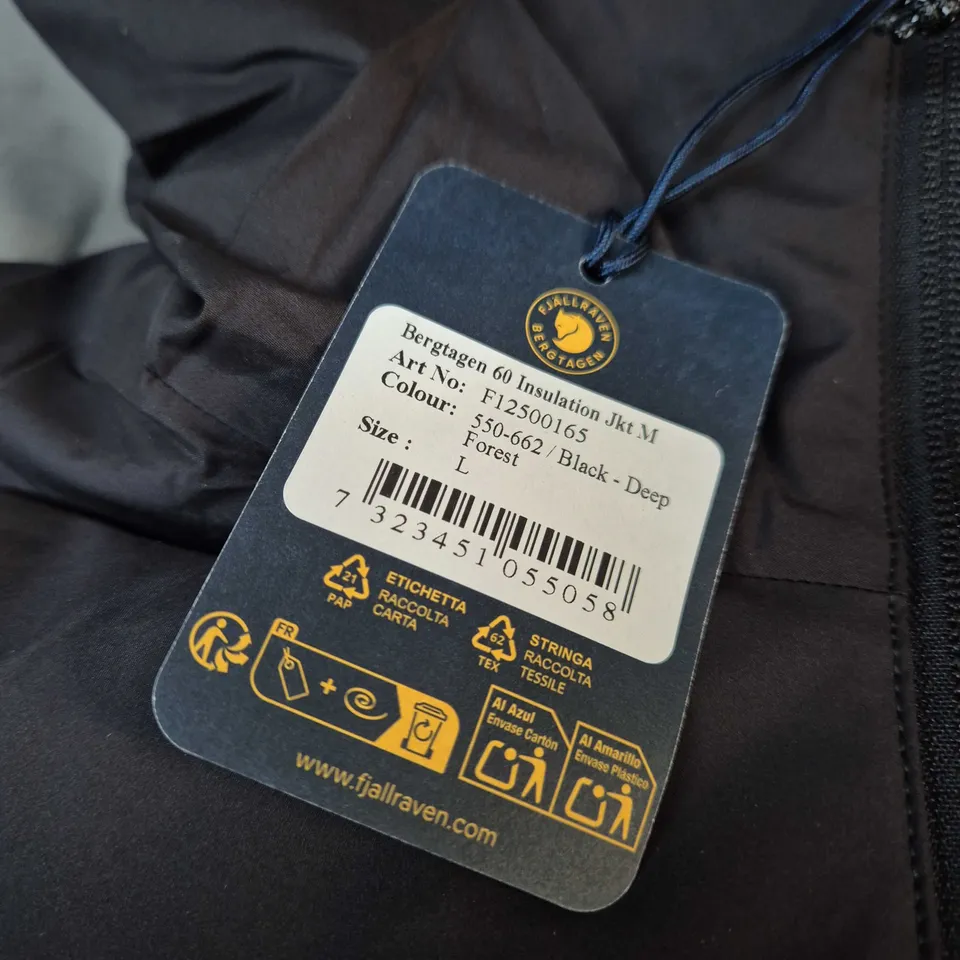 FJÄLLRÄVEN
BERGTAGEN
Bergtagen 60 Insulation Jkt M
Art No: F12500165
Colour: 550-662 / Black - Deep
Forest
Size : L
7 323451 055058
21
PAP
ETICHETTA
RACCOLTA
CARTA
62
TEX
STRINGA
RACCOLTA
TESSILE
FR
+
Al Azul
Envase Cartón
Al Amarillo
Envase Plástico
www.fjallraven.com